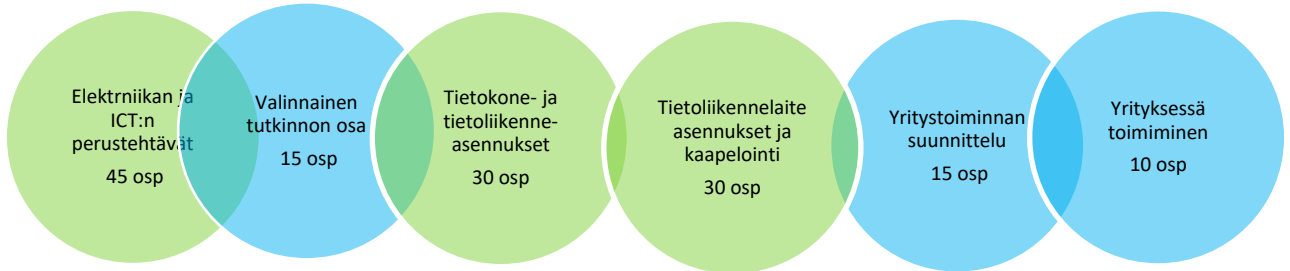 Elektrniikan ja
ICT:n
perustehtävät
45 osp
Valinnainen
tutkinnon osa
15 osp
Tietokone- ja
tietoliikenne-
asennukset
30 osp
Tietoliikennelaite
asennukset ja
kaapelointi
30 osp
Yritystoiminnan
suunnittelu
15 osp
Yrityksessä
toimiminen
10 osp